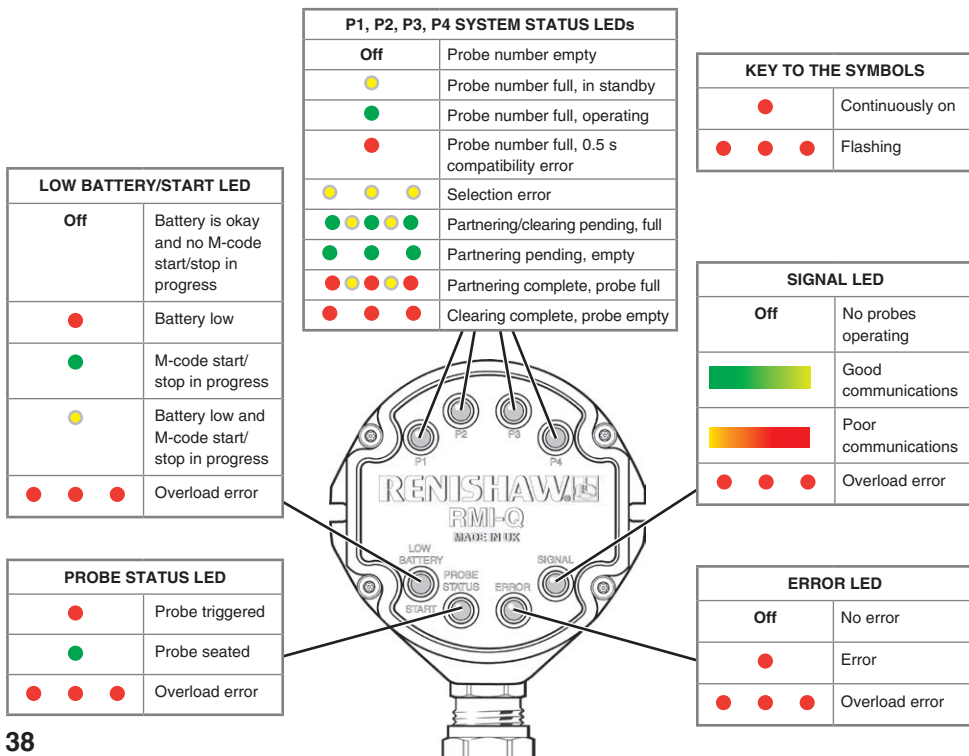 P1, P2, P3, P4 SYSTEM STATUS LEDs
Off Probe number empty
Probe number full, in standby
Probe number full, operating
Probe number full, 0.5 s
compatibility error
Selection error
Partnering/clearing pending, full
Partnering pending, empty
Partnering complete, probe full
Clearing complete, probe empty
KEY TO THE SYMBOLS
Continuously on
Flashing
LOW BATTERY/START LED
Off Battery is okay
and no M-code
start/stop in
progress
Battery low
M-code start/
stop in progress
Battery low and
M-code start/
stop in progress
Overload error
SIGNAL LED
Off No probes
operating
Good
communications
Poor
communications
Overload error
P1
P2
P3
P4
RENISHAW.
RMI-Q
MADE IN UK
LOW
BATTERY
START
PROBE
STATUS
ERROR
SIGNAL
PROBE STATUS LED
Probe triggered
Probe seated
Overload error
ERROR LED
Off No error
Error
Overload error
38